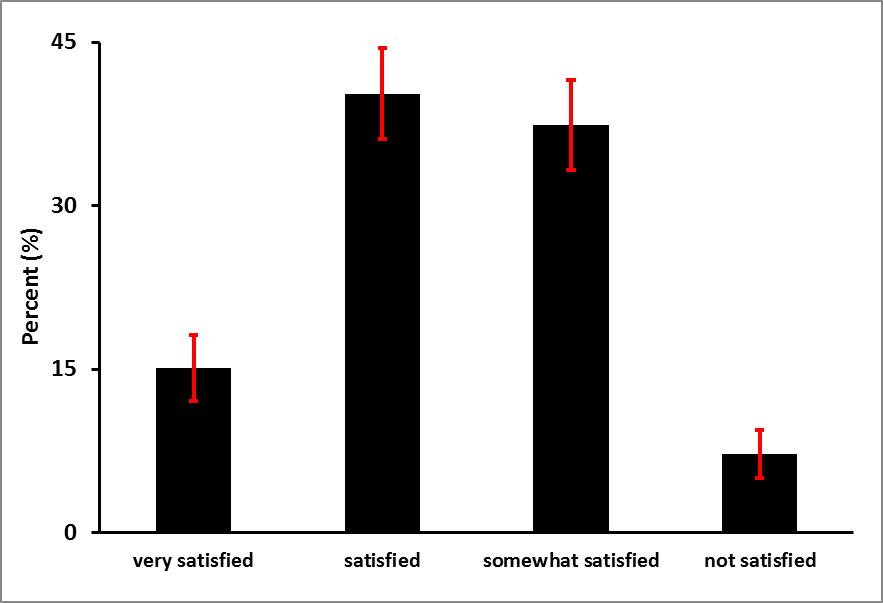 45
30
15
0
Percent (%)
very satisfied
satisfied
somewhat satisfied
not satisfied